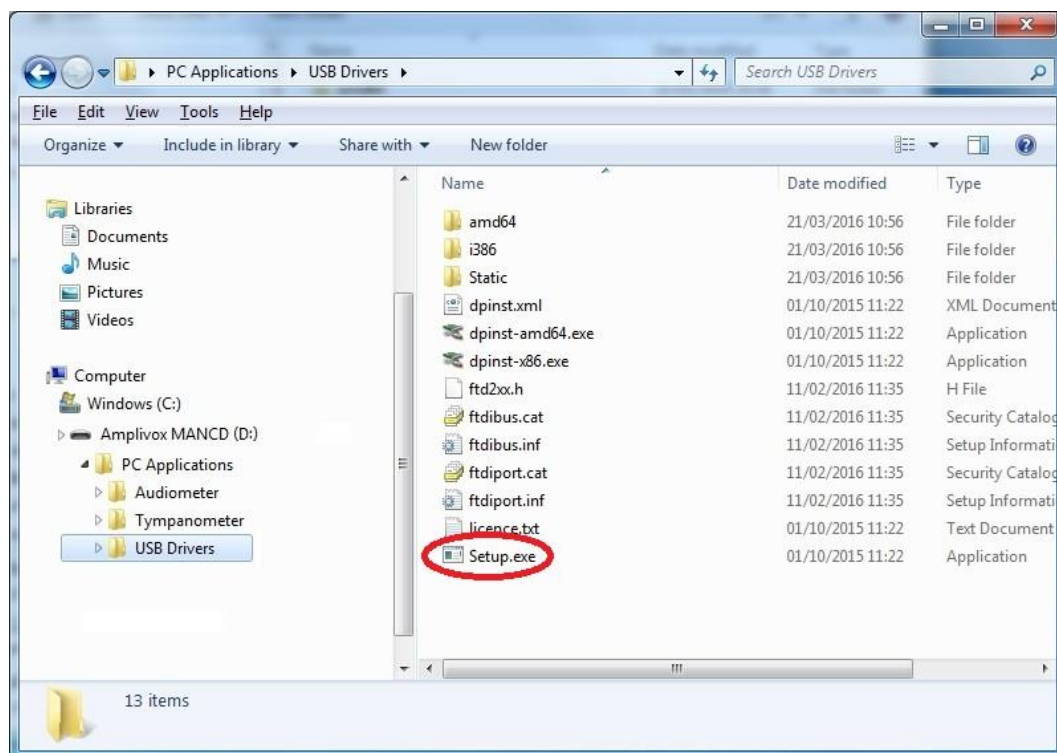 PC Applications ▸ USB Drivers ▸
Search USB Drivers
File Edit View Tools Help
Organize Include in library Share with New folder
Name Date modified Type
Libraries
Documents
Music
Pictures
Videos
Computer
Windows (C:)
Amplivox MANCD (D:)
PC Applications
Audiometer
Tympanometer
USB Drivers
amd64 21/03/2016 10:56 File folder
i386 21/03/2016 10:56 File folder
Static 21/03/2016 10:56 File folder
dpinst.xml 01/10/2015 11:22 XML Document
dpinst-amd64.exe 01/10/2015 11:22 Application
dpinst-x86.exe 01/10/2015 11:22 Application
ftd2xx.h 11/02/2016 11:35 H File
ftdibus.cat 11/02/2016 11:35 Security Catalog
ftdibus.inf 11/02/2016 11:35 Setup Informati
ftdiport.cat 11/02/2016 11:35 Security Catalog
ftdiport.inf 11/02/2016 11:35 Setup Informati
licence.txt 01/10/2015 11:22 Text Document
Setup.exe 01/10/2015 11:22 Application
13 items